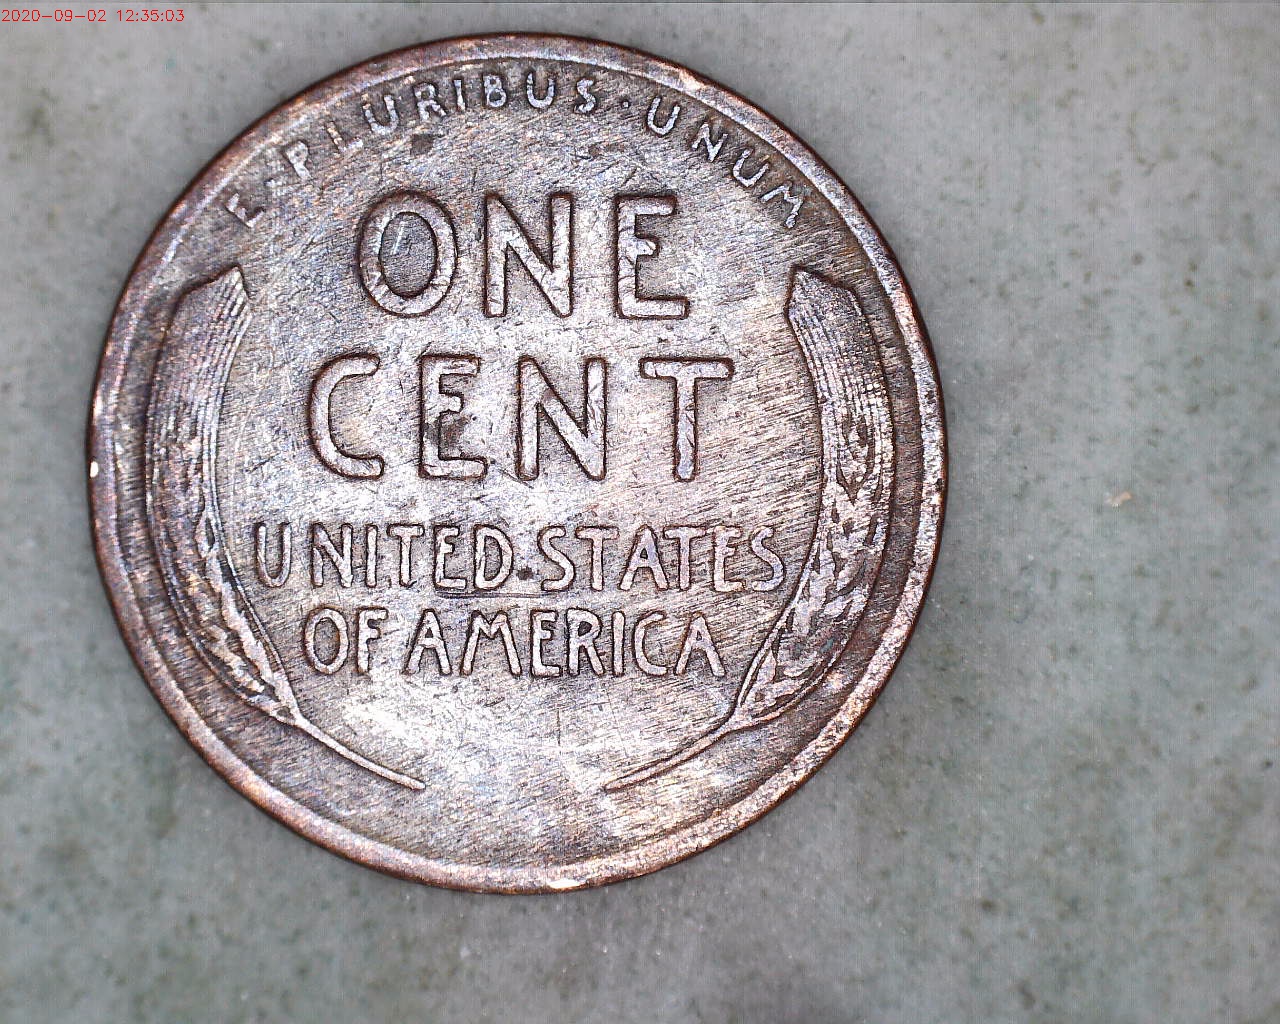 2020-09-02 12:35:03
E·PLURIBUS·UNUM
ONE
CENT
UNITED STATES
OF AMERICA